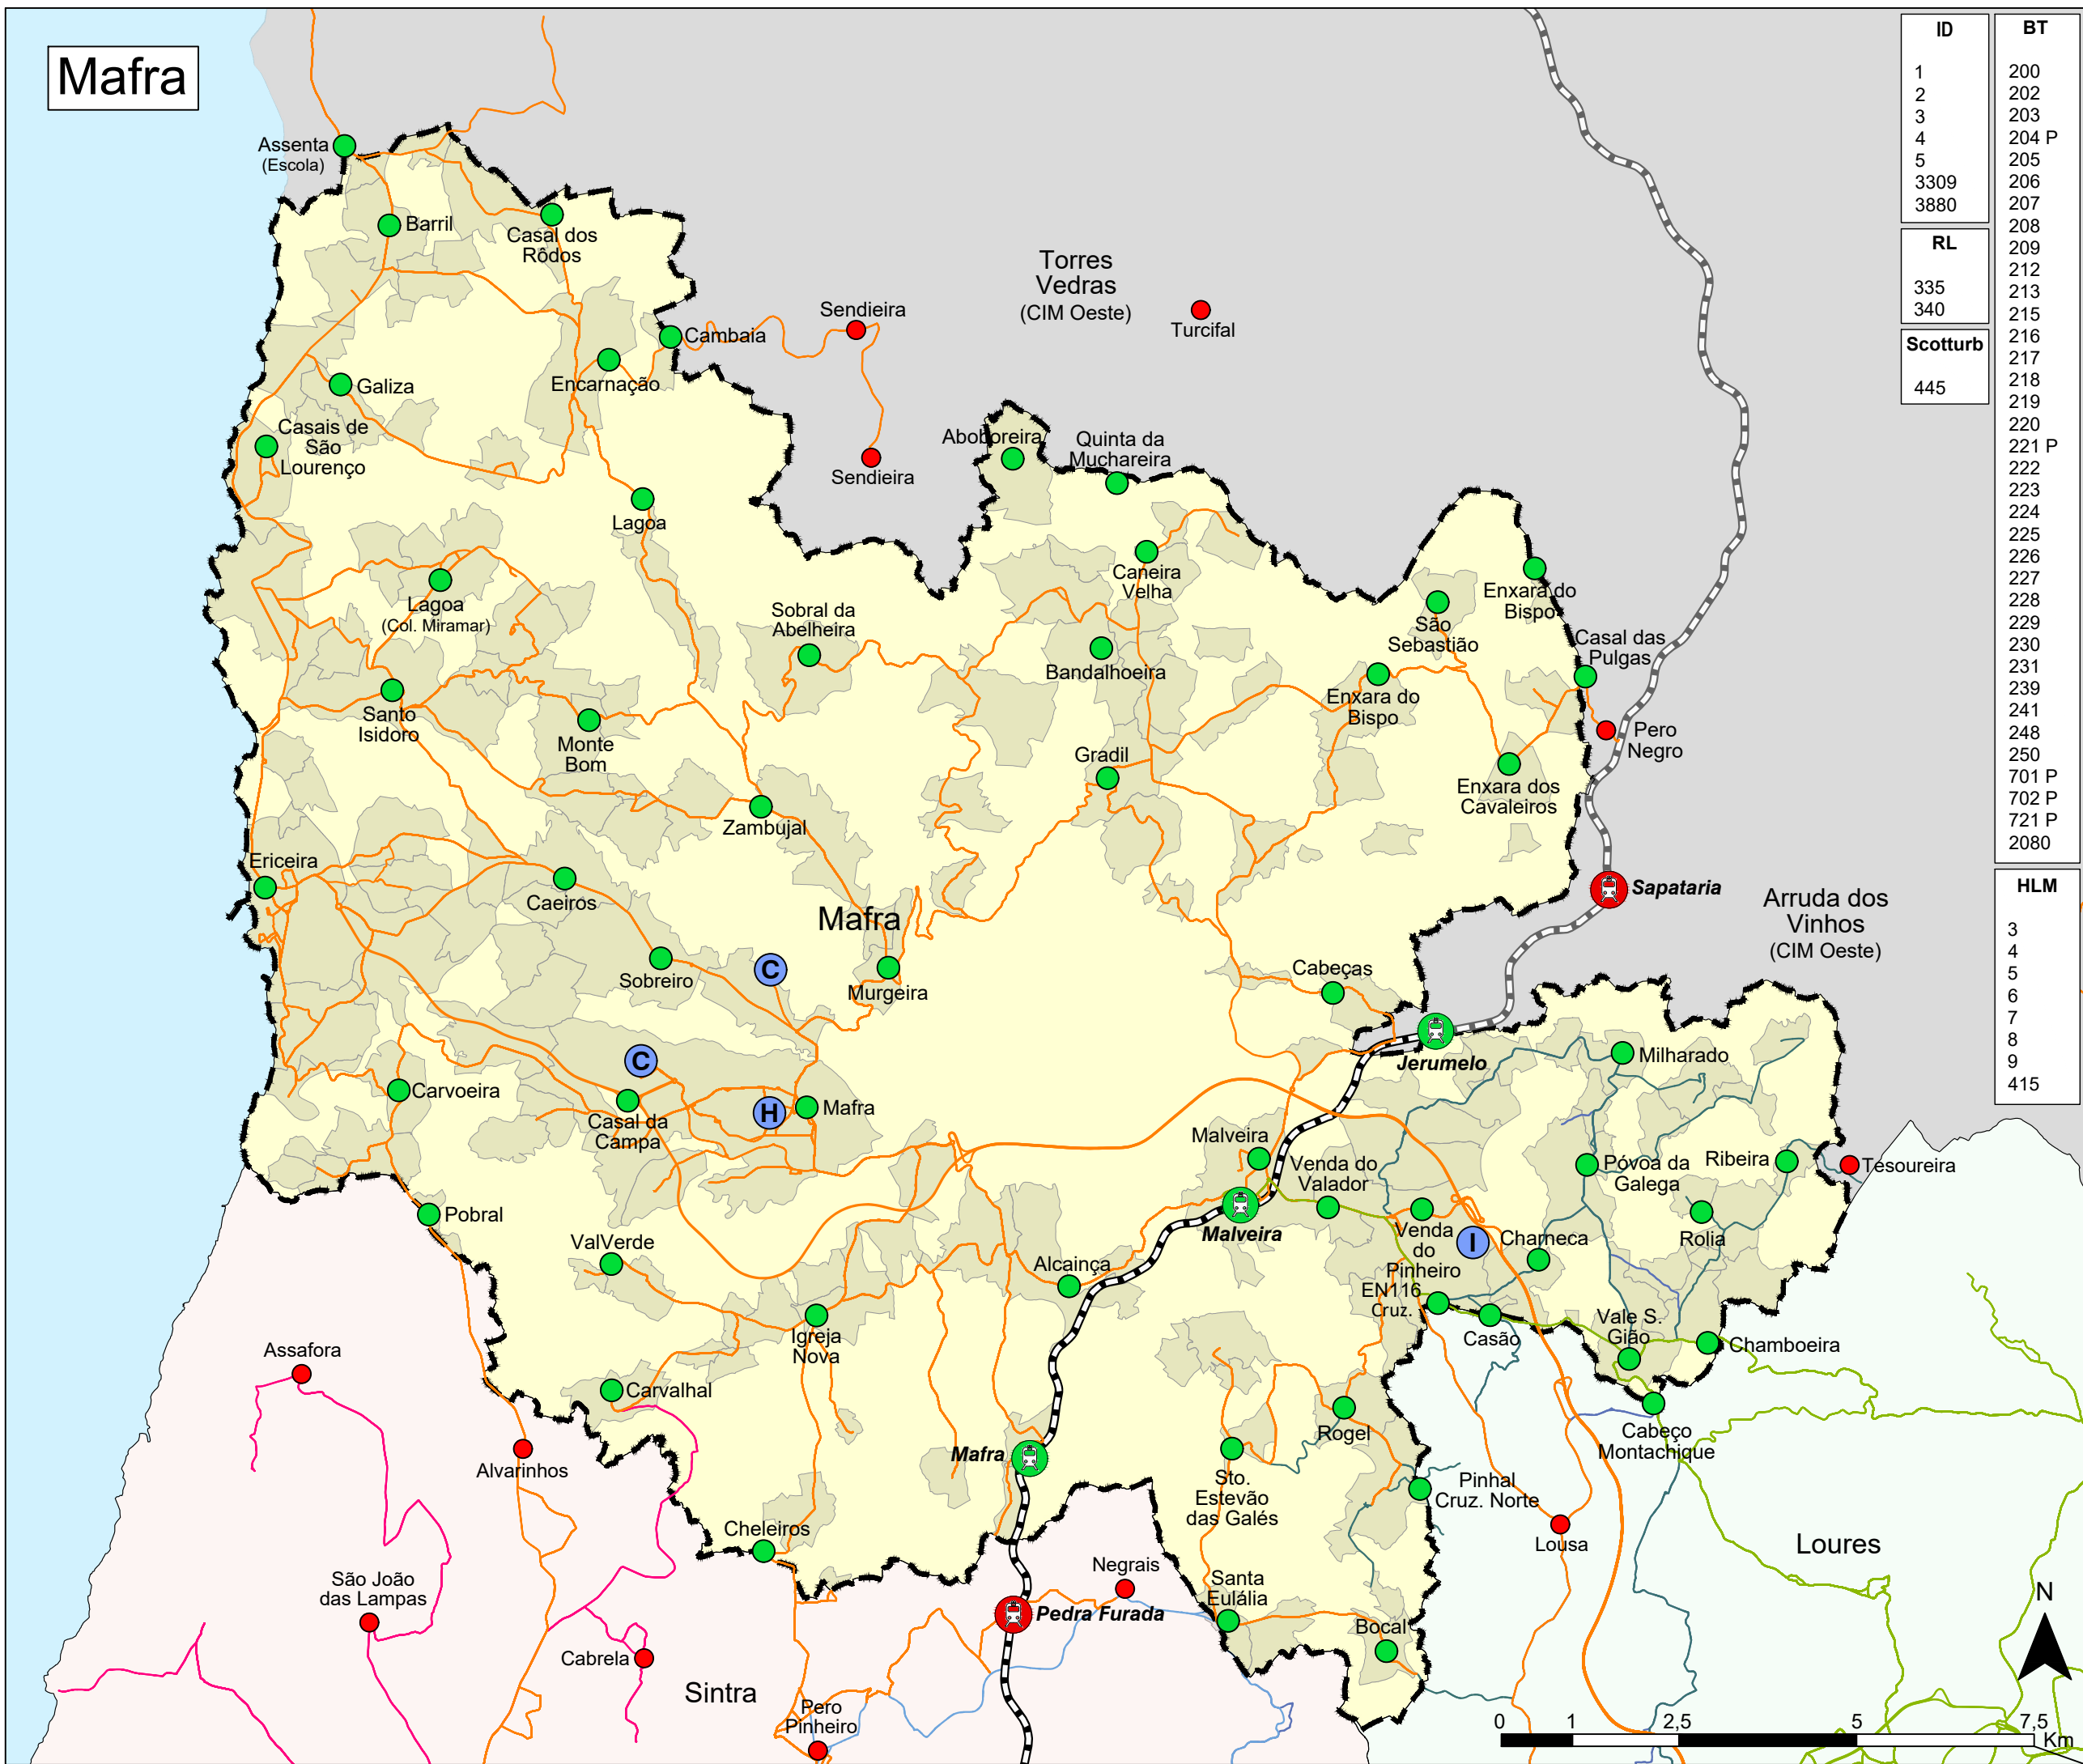 Mafra
Assenta
(Escola)
Barril
Casal dos
Rôdos
Torres
Vedras
(CIM Oeste)
Sendieira
Turcifal
Cambaia
Encarnação
Galiza
Casais de
São
Lourenço
Sendieira
Aboboreira
Quinta da
Muchareira
Lagoa
Caneira
Velha
Lagoa
(Col. Miramar)
Sobral da
Abelheira
Bandalhoeira
São
Sebastião
Enxara do
Bispo
Casal das
Pulgas
Enxara do
Bispo
Santo
Isidoro
Monte
Bom
Pero
Negro
Gradil
Enxara dos
Cavaleiros
Zambujal
Ericeira
Caeiros
Mafra
Sapataria
Arruda dos
Vinhos
(CIM Oeste)
Sobreiro
C
Murgeira
Cabeças
Jerumelo
Milharado
C
Carvoeira
Casal da
Campa
H
Mafra
Malveira
Venda do
Valador
Póvoa da
Galega
Ribeira
Tesoureira
Malveira
Pobral
ValVerde
Alcainça
Venda
do
Pinheiro
I
Charneca
Rolia
EN116
Cruz.
Casão
Vale S.
Gião
Chamboeira
Igreja
Nova
Assafora
Carvalhal
Rogel
Cabeço
Montachique
Alvarinhos
Mafra
Sto.
Estevão
das Galés
Pinhal
Cruz. Norte
Cheleiros
Lousa
Loures
Negrais
Santa
Eulália
São João
das Lampas
Pedra Furada
Bocal
Cabrela
Sintra
Pero
Pinheiro
N
0 1 2,5 5 7,5
Km
ID
1
2
3
4
5
3309
3880
RL
335
340
Scotturb
445
BT
200
202
203
204 P
205
206
207
208
209
212
213
215
216
217
218
219
220
221 P
222
223
224
225
226
227
228
229
230
231
239
241
248
250
701 P
702 P
721 P
2080
HLM
3
4
5
6
7
8
9
415